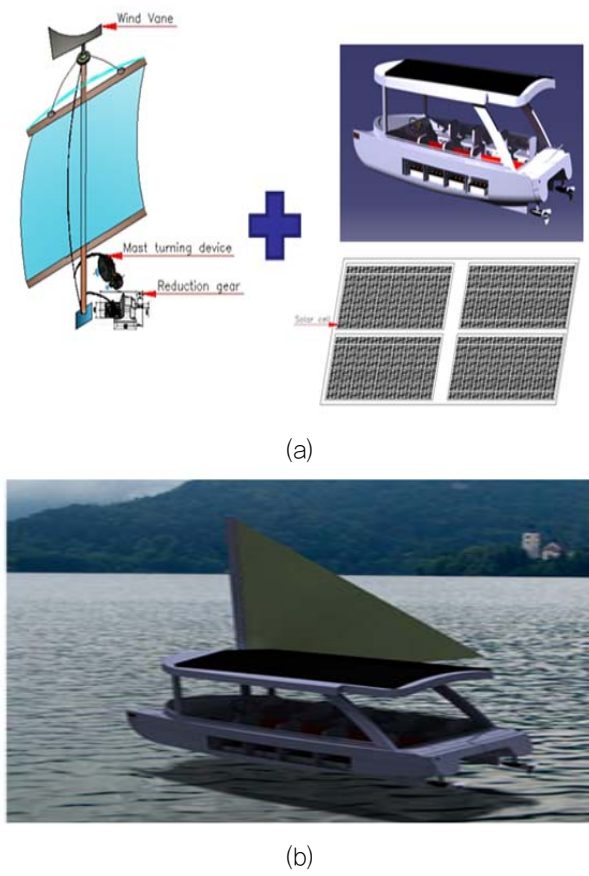 Wind Vane
Mast turning device
Reduction gear
Solar cell
(a)
(b)